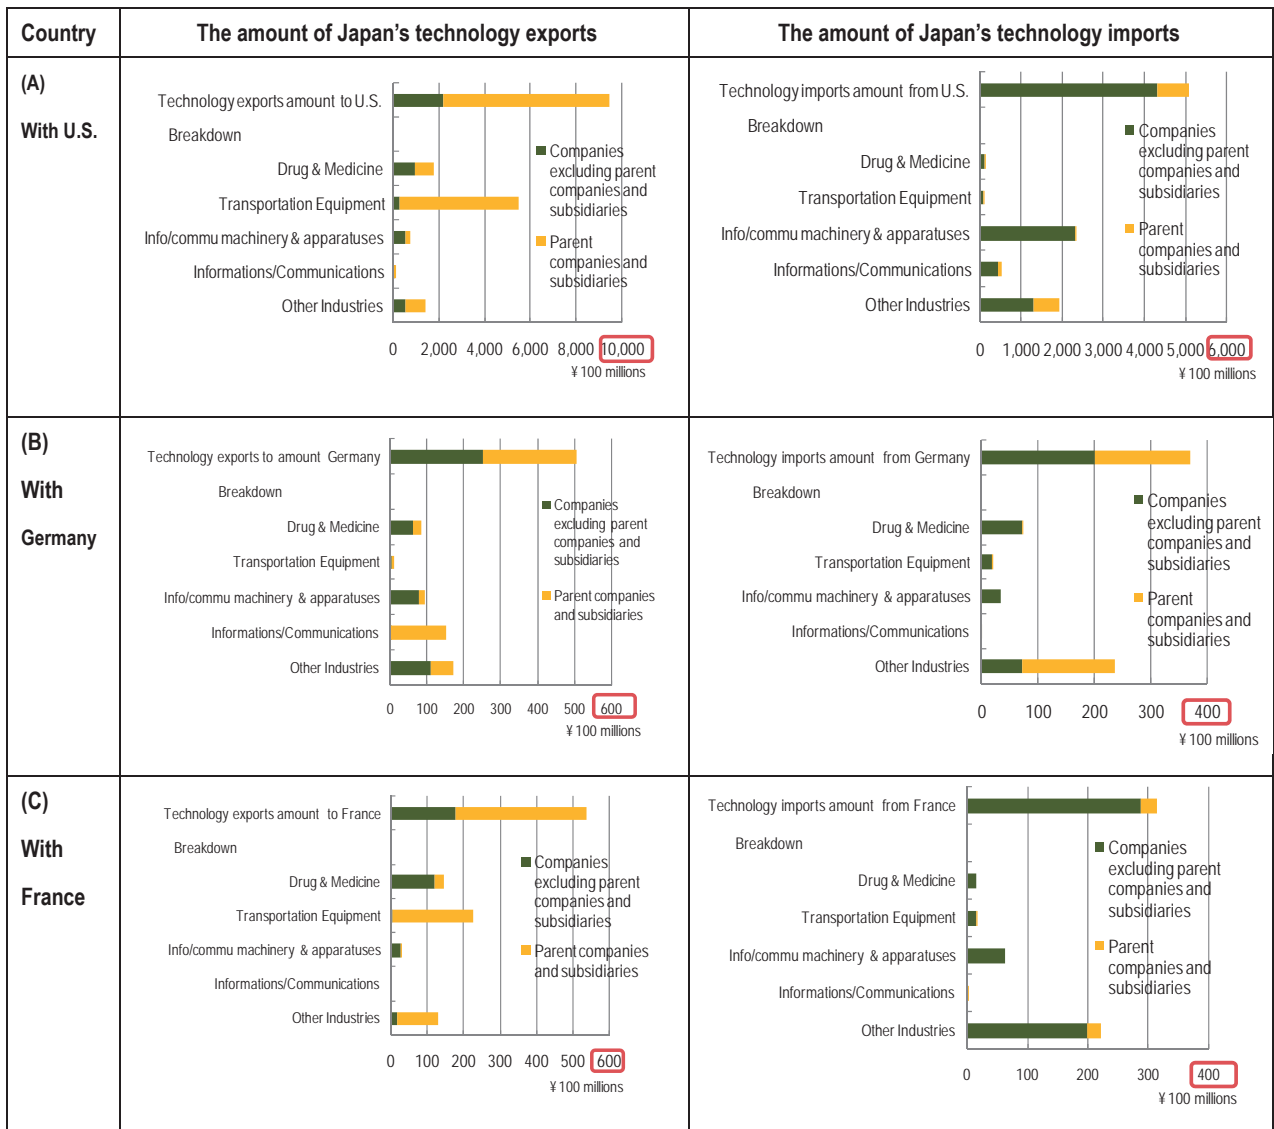 Country
The amount of Japan's technology exports
The amount of Japan's technology imports
(A)
With U.S.
Technology exports amount to U.S.
Breakdown
Drug & Medicine
Transportation Equipment
Info/commu machinery & apparatuses
Informations/Communications
Other Industries
Companies
excluding parent
companies and
subsidiaries
Parent
companies and
subsidiaries
0 2,000 4,000 6,000 8,000 10,000
¥ 100 millions
Technology imports amount from U.S.
Breakdown
Drug & Medicine
Transportation Equipment
Info/commu machinery & apparatuses
Informations/Communications
Other Industries
Companies
excluding parent
companies and
subsidiaries
Parent
companies and
subsidiaries
0 1,000 2,000 3,000 4,000 5,000 6,000
¥ 100 millions
(B)
With
Germany
Technology exports to amount Germany
Breakdown
Drug & Medicine
Transportation Equipment
Info/commu machinery & apparatuses
Informations/Communications
Other Industries
Companies
excluding parent
companies and
subsidiaries
Parent companies
and subsidiaries
0 100 200 300 400 500 600
¥ 100 millions
Technology imports amount from Germany
Breakdown
Drug & Medicine
Transportation Equipment
Info/commu machinery & apparatuses
Informations/Communications
Other Industries
Companies
excluding parent
companies and
subsidiaries
Parent
companies and
subsidiaries
0 100 200 300 400
¥ 100 millions
(C)
With
France
Technology exports amount to France
Breakdown
Drug & Medicine
Transportation Equipment
Info/commu machinery & apparatuses
Informations/Communications
Other Industries
Companies
excluding parent
companies and
subsidiaries
Parent companies
and subsidiaries
0 100 200 300 400 500 600
¥ 100 millions
Technology imports amount from France
Breakdown
Drug & Medicine
Transportation Equipment
Info/commu machinery & apparatuses
Informations/Communications
Other Industries
Companies
excluding parent
companies and
subsidiaries
Parent
companies and
subsidiaries
0 100 200 300 400
¥ 100 millions